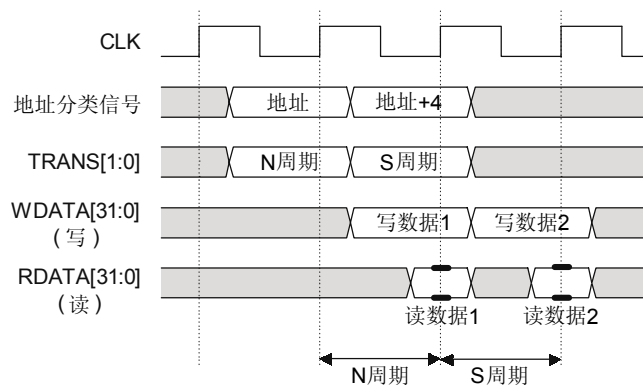 CLK
地址分类信号
地址
地址+4
TRANS[1:0]
N周期
S周期
WDATA[31:0]
(写)
写数据1
写数据2
RDATA[31:0]
(读)
读数据1
读数据2
N周期
S周期